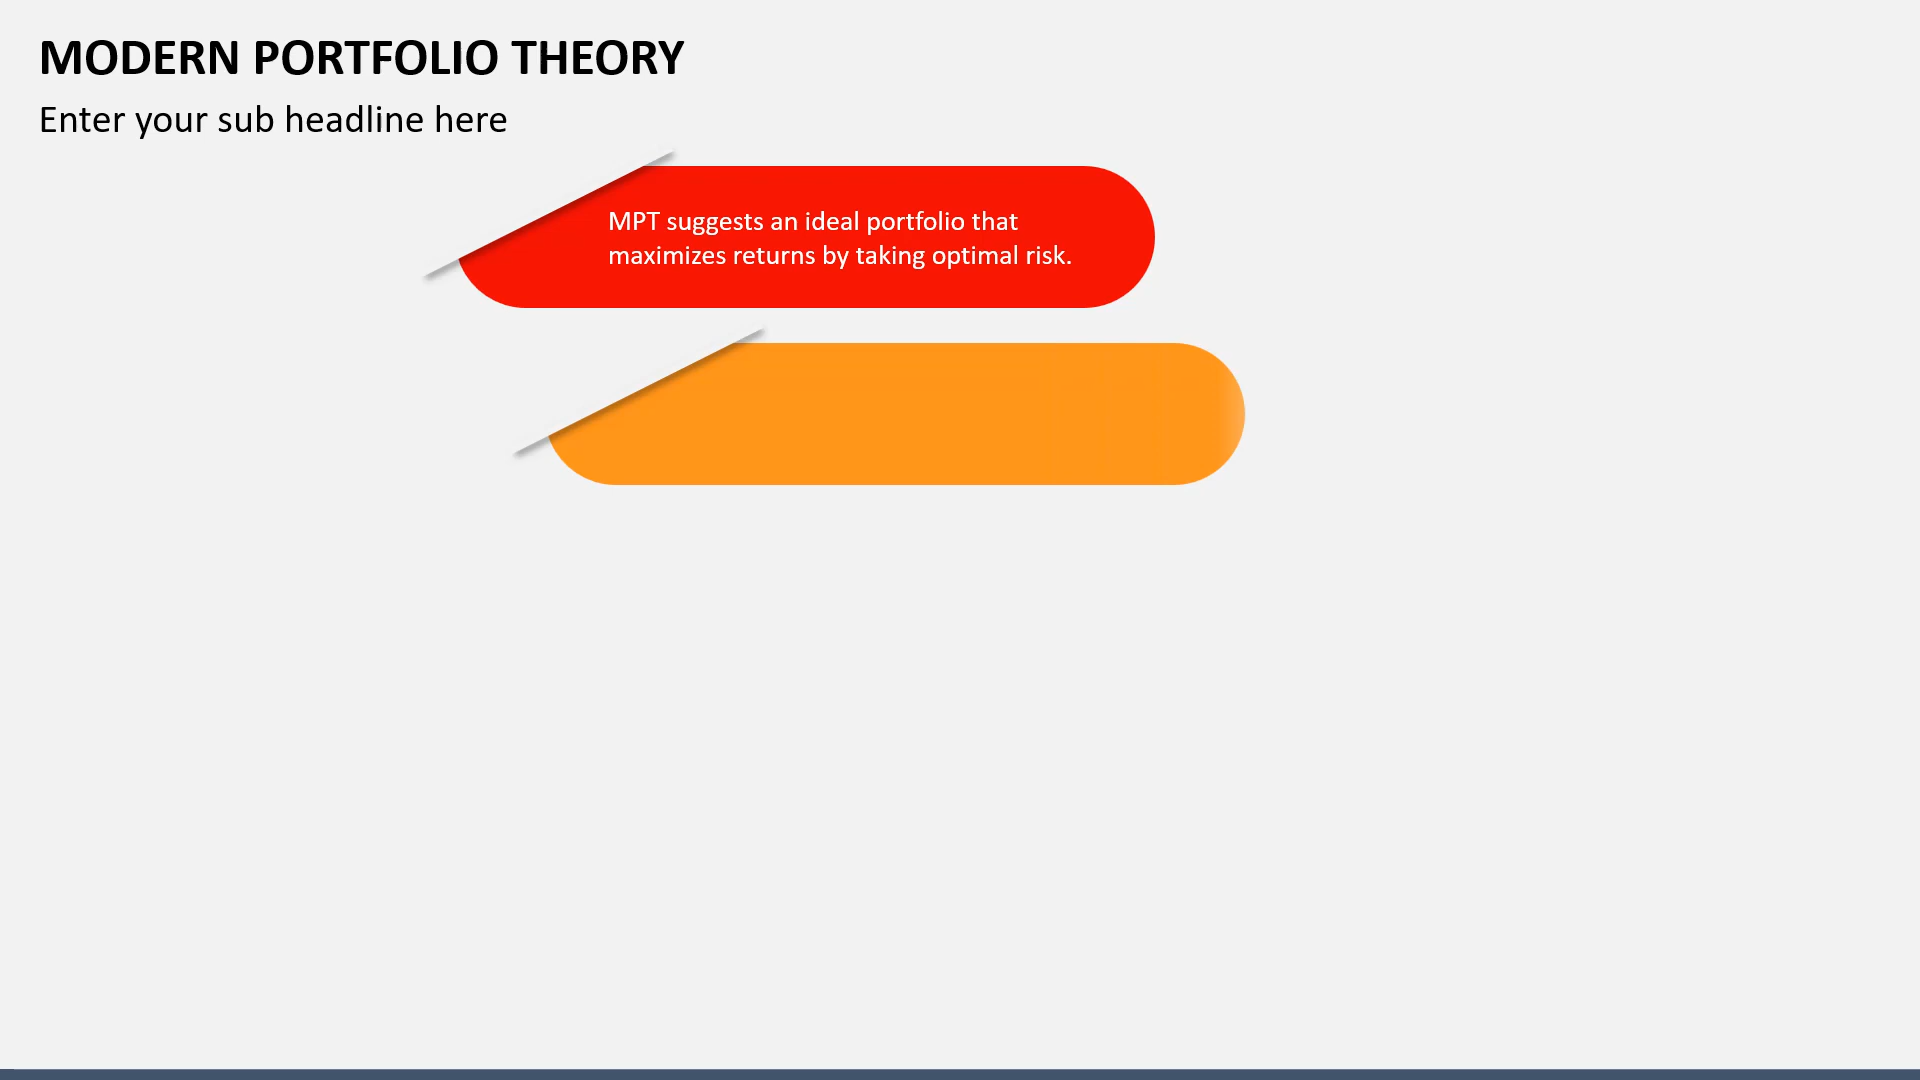 MODERN PORTFOLIO THEORY
Enter your sub headline here
MPT suggests an ideal portfolio that
maximizes returns by taking optimal risk.